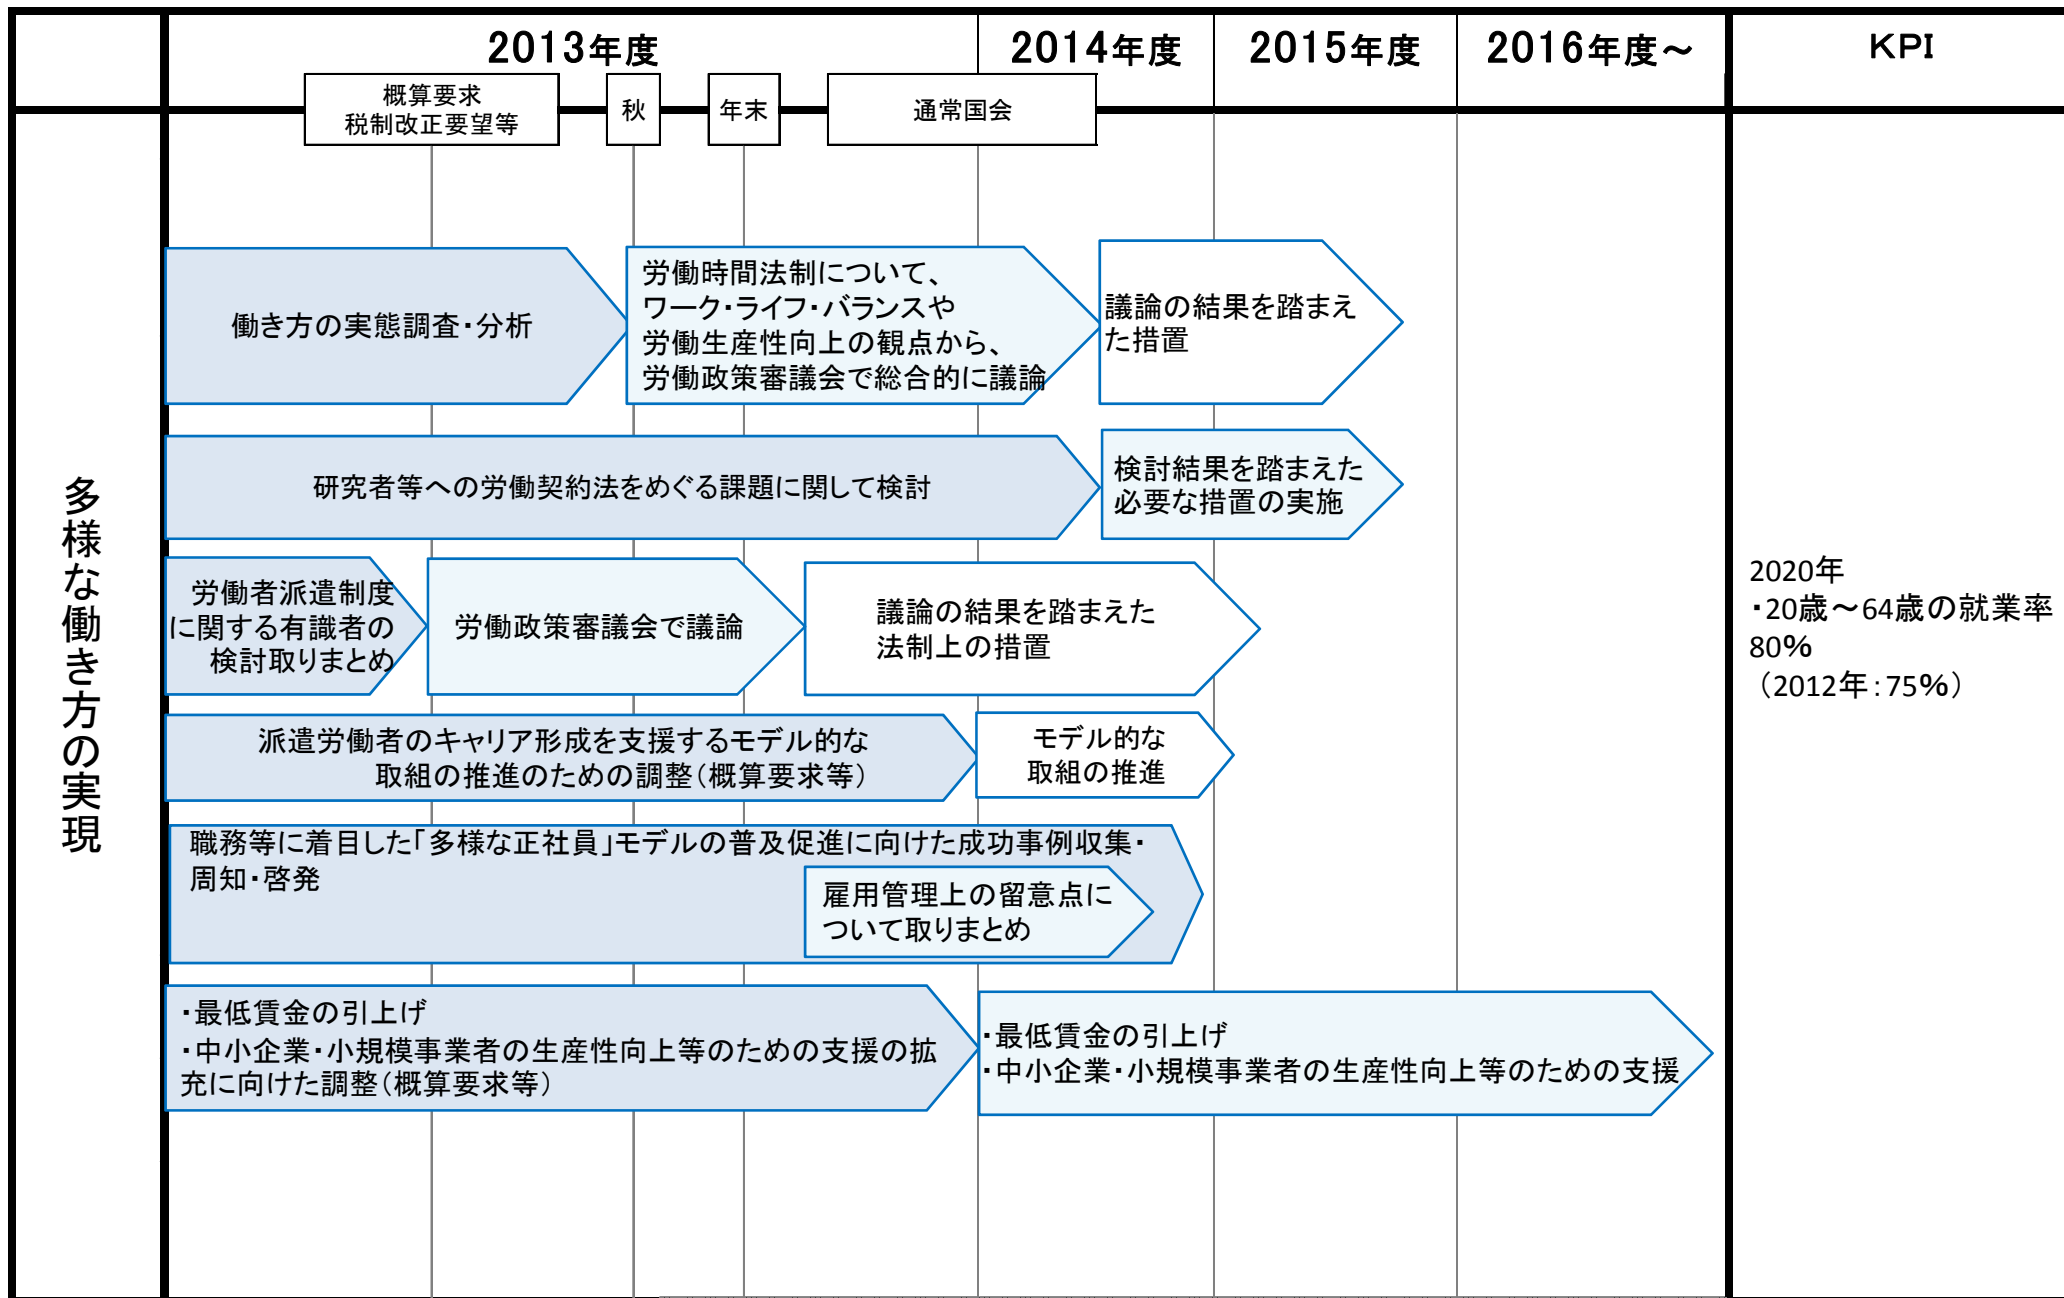 2013年度
2014年度
2015年度
2016年度～
KPI
概算要求
税制改正要望等
秋
年末
通常国会
多様な働き方の実現
働き方の実態調査・分析
労働時間法制について、
ワーク・ライフ・バランスや
労働生産性向上の観点から、
労働政策審議会で総合的に議論
議論の結果を踏まえ
た措置
研究者等への労働契約法をめぐる課題に関して検討
検討結果を踏まえた
必要な措置の実施
労働者派遣制度
に関する有識者の
検討取りまとめ
労働政策審議会で議論
議論の結果を踏まえた
法制上の措置
派遣労働者のキャリア形成を支援するモデル的な
取組の推進のための調整（概算要求等）
モデル的な
取組の推進
職務等に着目した「多様な正社員」モデルの普及促進に向けた成功事例収集・
周知・啓発
雇用管理上の留意点に
ついて取りまとめ
・最低賃金の引上げ
・中小企業・小規模事業者の生産性向上等のための支援の拡
充に向けた調整（概算要求等）
・最低賃金の引上げ
・中小企業・小規模事業者の生産性向上等のための支援
2020年
・20歳～64歳の就業率
80％
（2012年：75％）